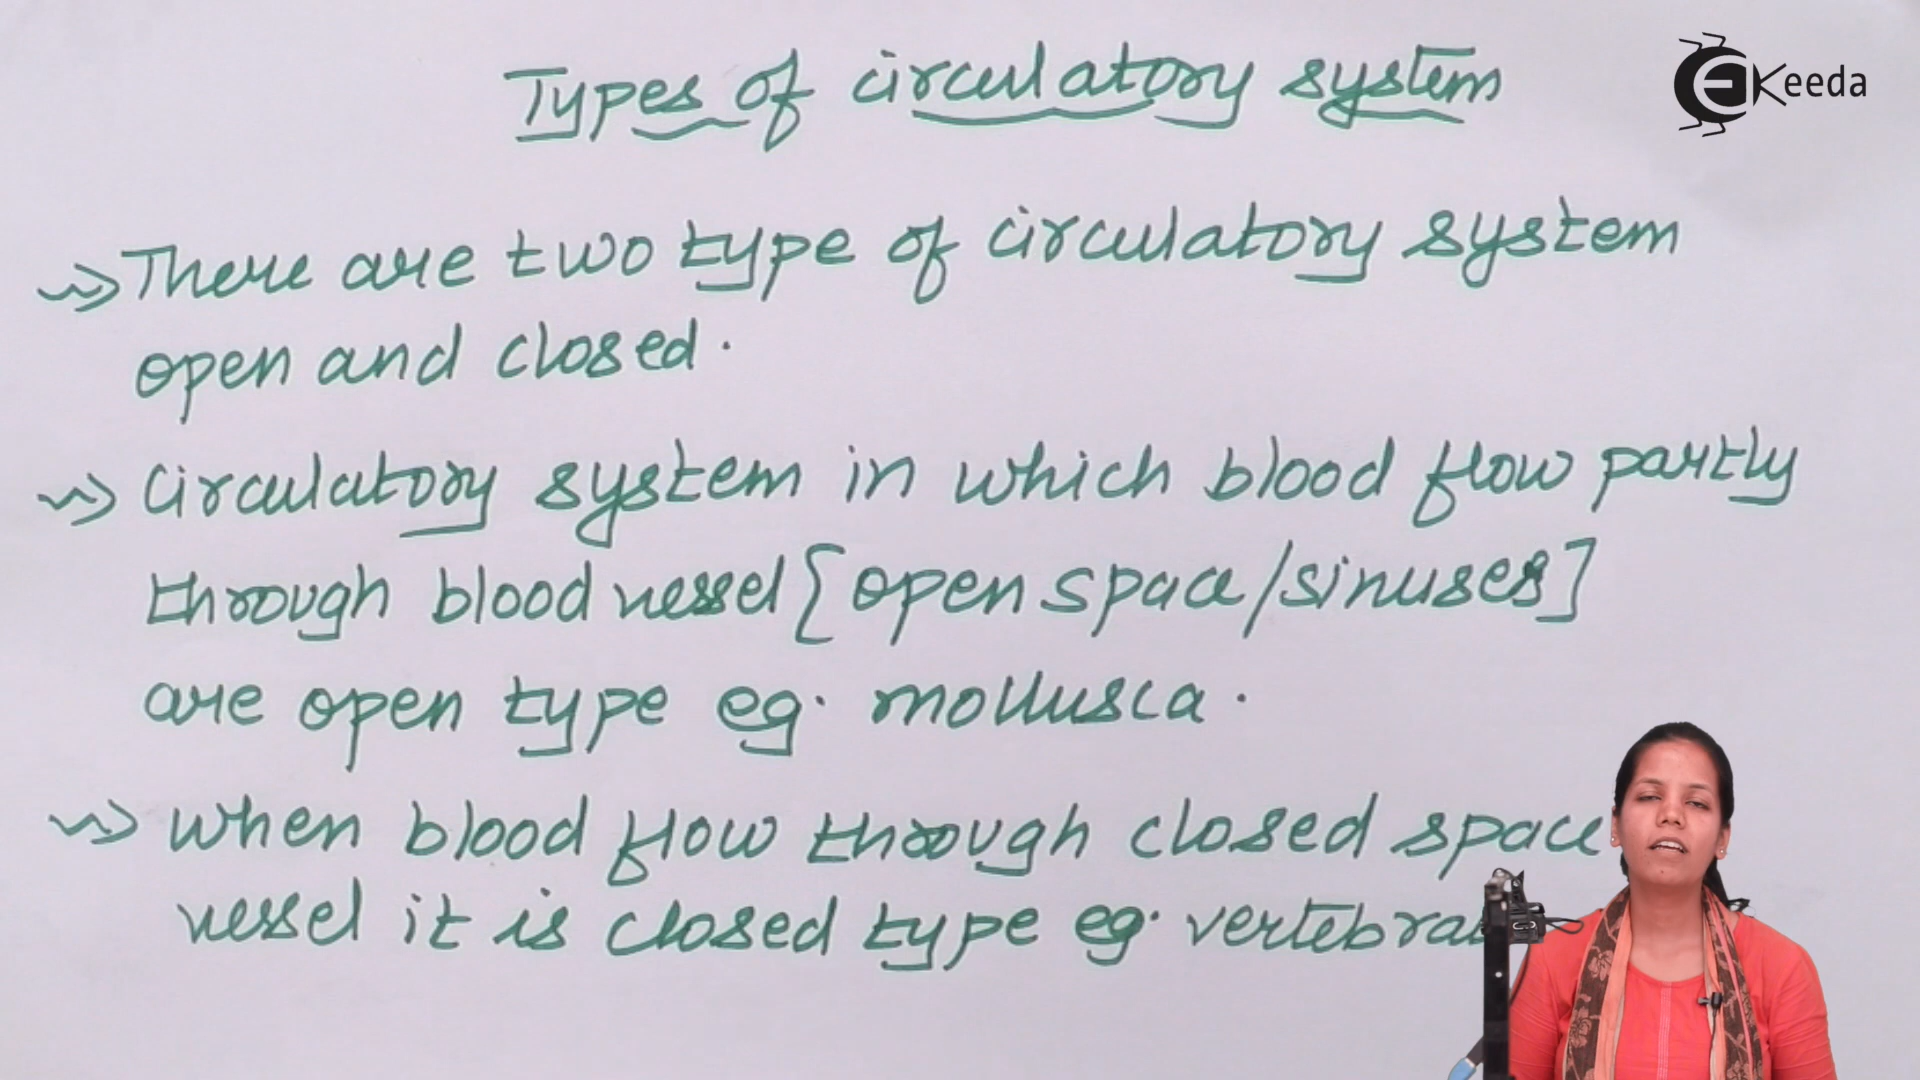 Types of circulatory system
Keeda
There are two type of circulatory system
open and closed.
Circulatory system in which blood flow partly
through blood vessel [open space/sinuses]
are open type eg. mollusca.
When blood flow through closed space
vessel it is closed type eg.